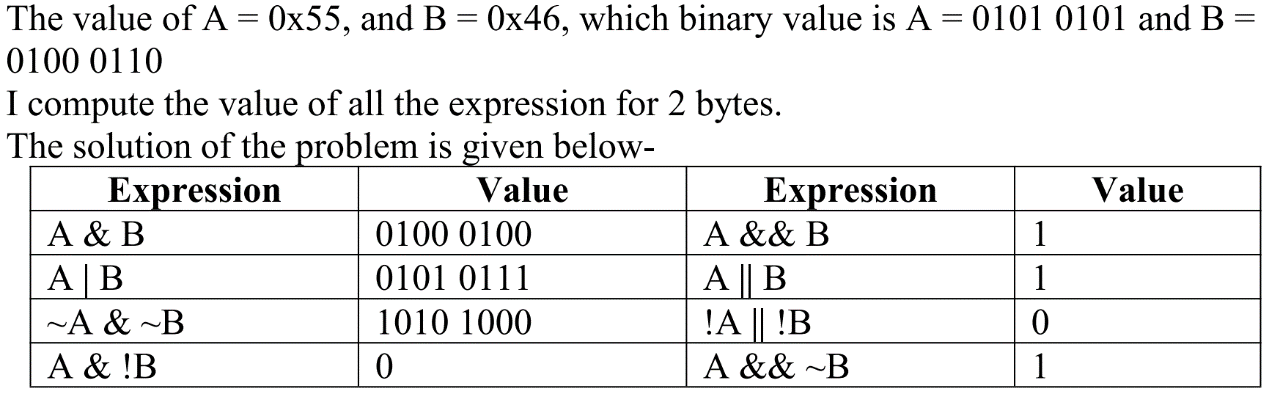 The value of A = 0x55, and B = 0x46, which binary value is A = 0101 0101 and B =
0100 0110
I compute the value of all the expression for 2 bytes.
The solution of the problem is given below-
Expression Value Expression Value
A & B 0100 0100 A && B 1
A | B 0101 0111 A || B 1
~A & ~B 1010 1000 !A || !B 0
A & !B 0 A && ~B 1